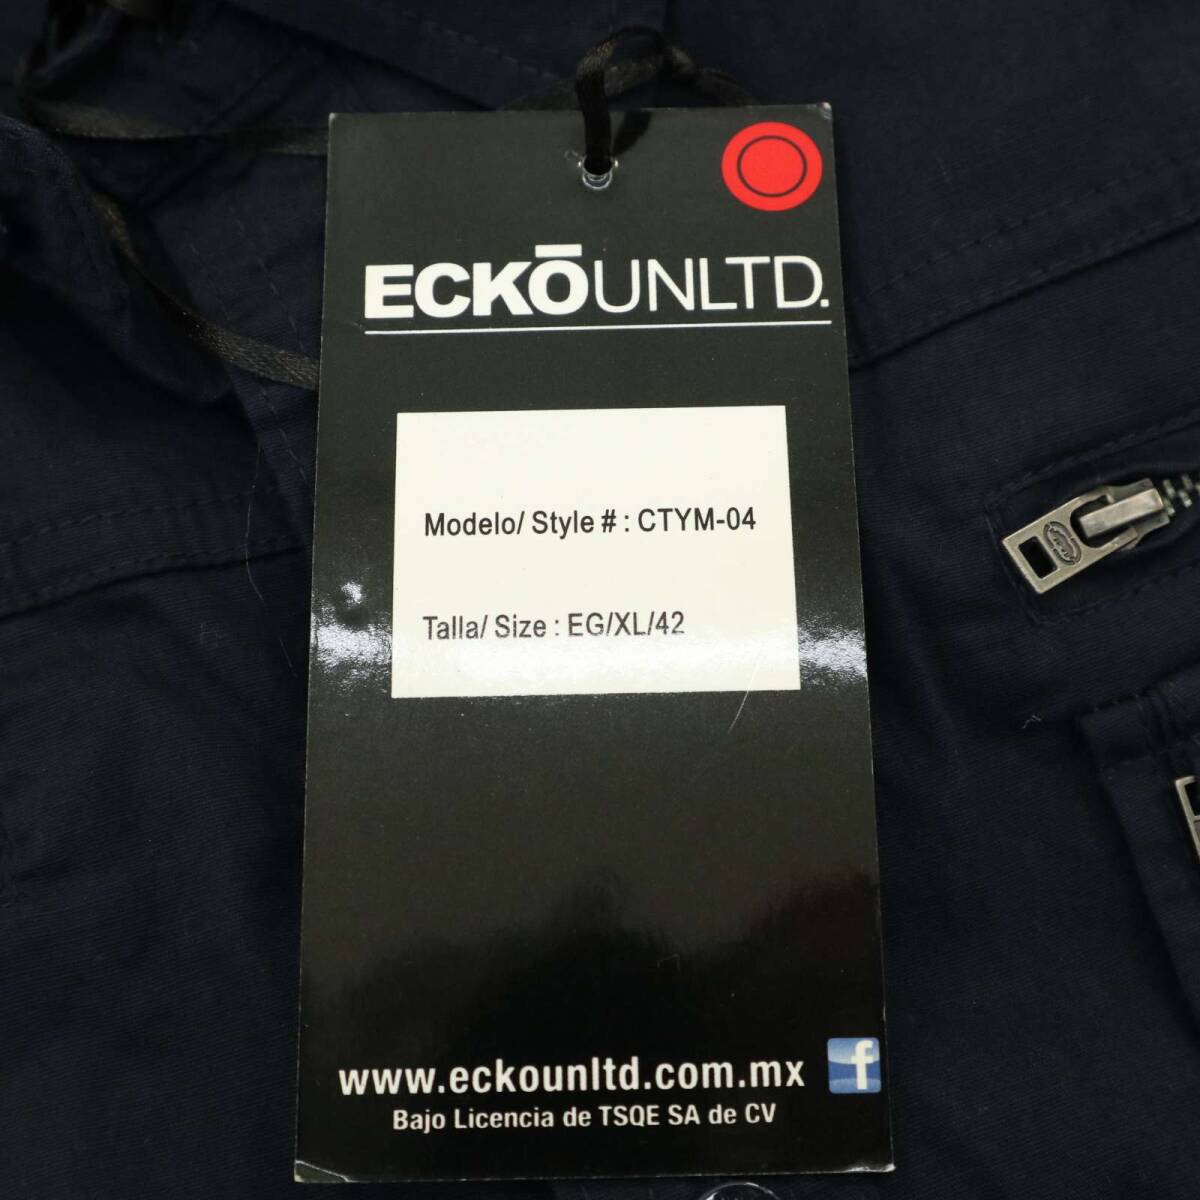 ECKŌUNLTD.
Modelo/ Style # : CTYM-04
Talla/ Size : EG/XL/42
www.eckounltd.com.mx f
Bajo Licencia de TSQE SA de CV